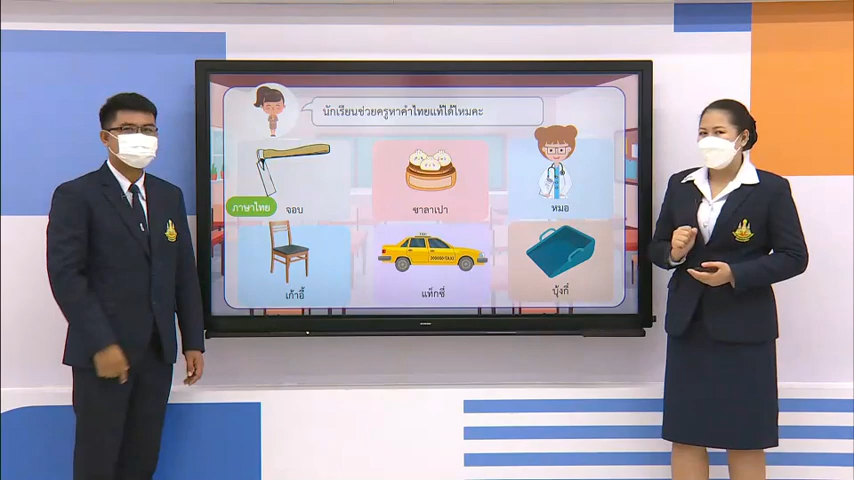 นักเรียนช่วยครูหาคำไทยแท้ได้ไหมคะ
ภาษาไทย
จอบ
ซาลาเปา
หมอ
เก้าอี้
แท็กซี่
บุ้งกี๋